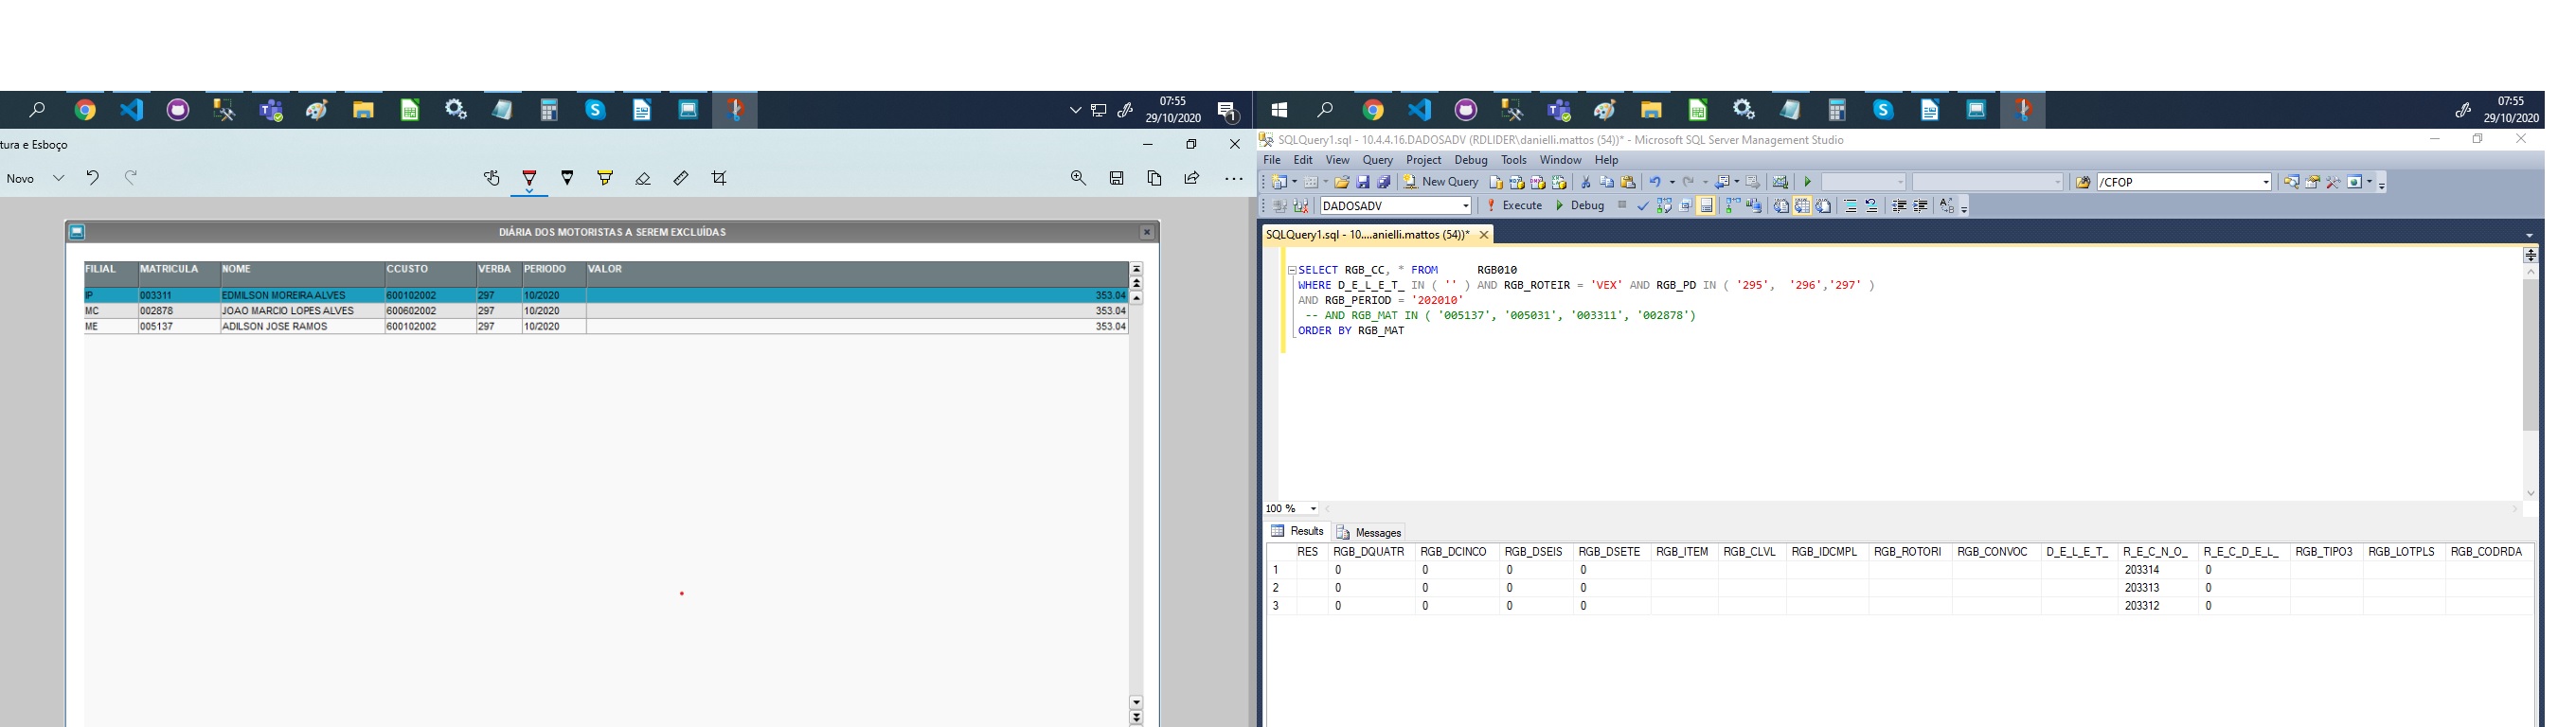 07:55
29/10/2020
1
07:55
29/10/2020
tura e Esboço
Novo
DIÁRIA DOS MOTORISTAS A SEREM EXCLUÍDAS
FILIAL MATRICULA NOME CCUSTO VERBA PERIODO VALOR
IP 003311 EDMILSON MOREIRA ALVES 600102002 297 10/2020 353.04
MC 002878 JOAO MARCIO LOPES ALVES 600602002 297 10/2020 353.04
ME 005137 ADILSON JOSE RAMOS 600102002 297 10/2020 353.04
SQLQuery1.sql - 10.4.4.16.DADOSADV (RDLIDER\danielli.mattos (54))* - Microsoft SQL Server Management Studio
File Edit View Query Project Debug Tools Window Help
New Query /CFOP
DADOSADV Execute Debug
SQLQuery1.sql - 10....anielli.mattos (54))*
SELECT RGB_CC, * FROM RGB010
WHERE D_E_L_E_T_ IN ( '' ) AND RGB_ROTEIR = 'VEX' AND RGB_PD IN ( '295', '296','297' )
AND RGB_PERIOD = '202010'
-- AND RGB_MAT IN ( '005137', '005031', '003311', '002878')
ORDER BY RGB_MAT
100 %
Results Messages
RES RGB_DQUATR RGB_DCINCO RGB_DSEIS RGB_DSETE RGB_ITEM RGB_CLVL RGB_IDCMPL RGB_ROTORI RGB_CONVOC D_E_L_E_T_ R_E_C_N_O_ R_E_C_D_E_L_ RGB_TIPO3 RGB_LOTPLS RGB_CODRDA
1 0 0 0 0 203314 0
2 0 0 0 0 203313 0
3 0 0 0 0 203312 0